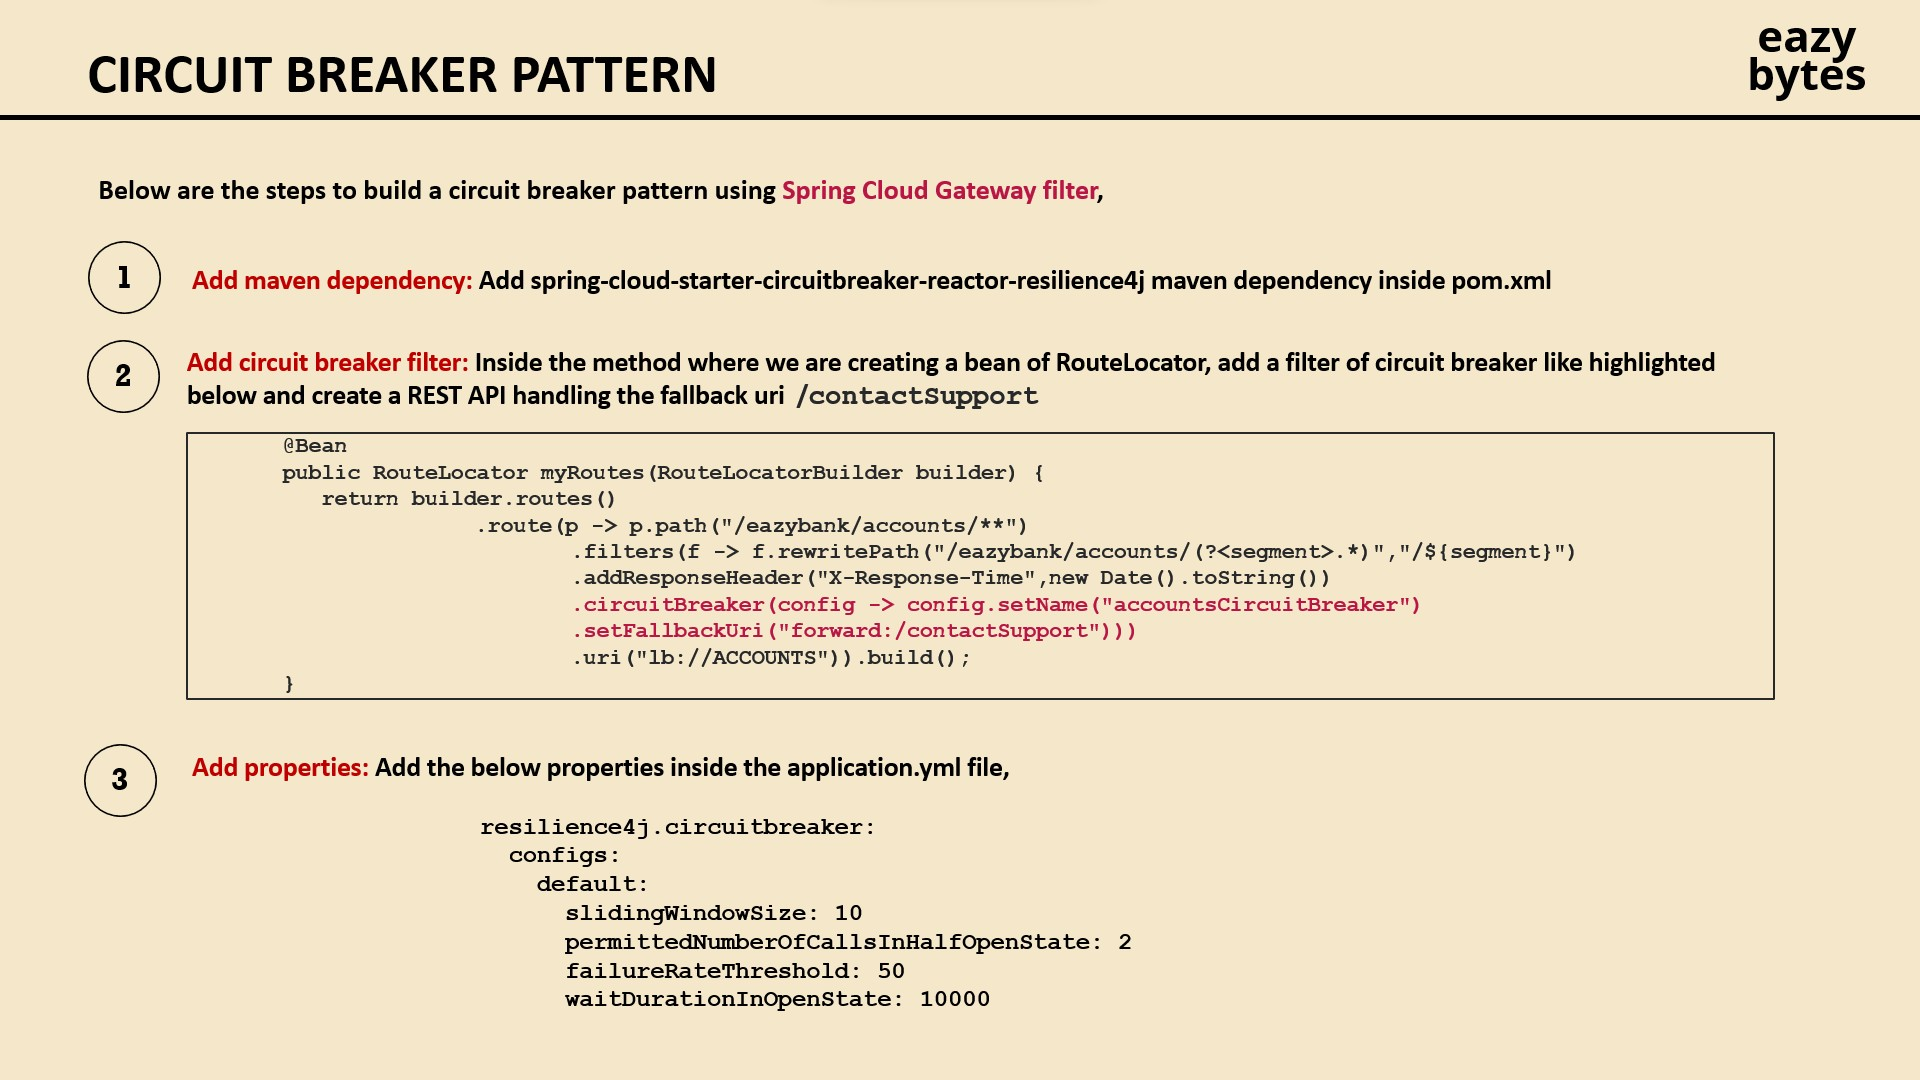 CIRCUIT BREAKER PATTERN
eazy
bytes
Below are the steps to build a circuit breaker pattern using Spring Cloud Gateway filter,
1
Add maven dependency: Add spring-cloud-starter-circuitbreaker-reactor-resilience4j maven dependency inside pom.xml
2
Add circuit breaker filter: Inside the method where we are creating a bean of RouteLocator, add a filter of circuit breaker like highlighted
below and create a REST API handling the fallback uri /contactSupport
@Bean
public RouteLocator myRoutes(RouteLocatorBuilder builder) {
return builder.routes()
.route(p -> p.path("/eazybank/accounts/**")
.filters(f -> f.rewritePath("/eazybank/accounts/(?<segment>.*)","/${segment}")
.addResponseHeader("X-Response-Time",new Date().toString())
.circuitBreaker(config -> config.setName("accountsCircuitBreaker")
.setFallbackUri("forward:/contactSupport")))
.uri("lb://ACCOUNTS")).build();
}
3
Add properties: Add the below properties inside the application.yml file,
resilience4j.circuitbreaker:
configs:
default:
slidingWindowSize: 10
permittedNumberOfCallsInHalfOpenState: 2
failureRateThreshold: 50
waitDurationInOpenState: 10000